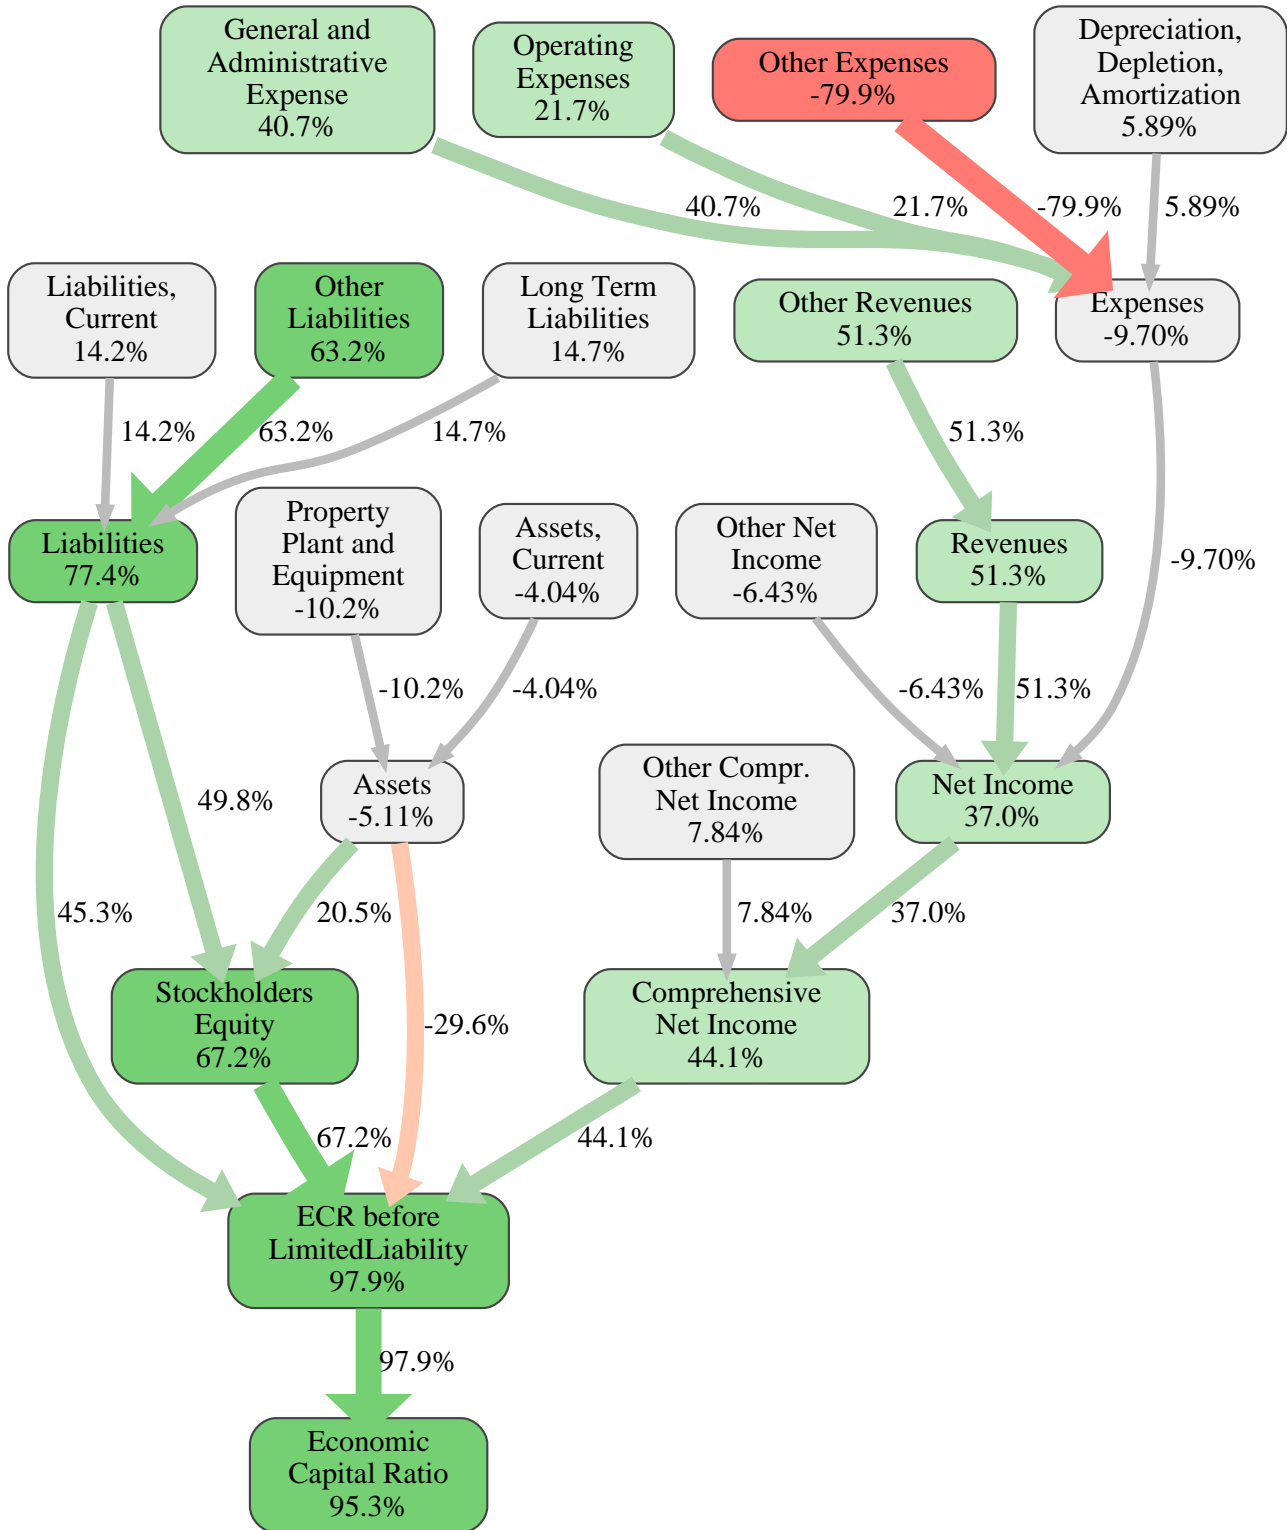 General and
Administrative
Expense
40.7%
Operating
Expenses
21.7%
Other Expenses
-79.9%
Depreciation,
Depletion,
Amortization
5.89%
40.7%
21.7%
-79.9%
5.89%
Liabilities,
Current
14.2%
Other
Liabilities
63.2%
Long Term
Liabilities
14.7%
Other Revenues
51.3%
Expenses
-9.70%
14.2%
63.2%
14.7%
51.3%
Liabilities
77.4%
Property
Plant and
Equipment
-10.2%
Assets,
Current
-4.04%
Other Net
Income
-6.43%
Revenues
51.3%
-9.70%
-10.2%
-4.04%
-6.43%
51.3%
49.8%
Assets
-5.11%
Other Compr.
Net Income
7.84%
Net Income
37.0%
45.3%
20.5%
7.84%
37.0%
Stockholders
Equity
67.2%
-29.6%
Comprehensive
Net Income
44.1%
67.2%
44.1%
ECR before
LimitedLiability
97.9%
97.9%
Economic
Capital Ratio
95.3%